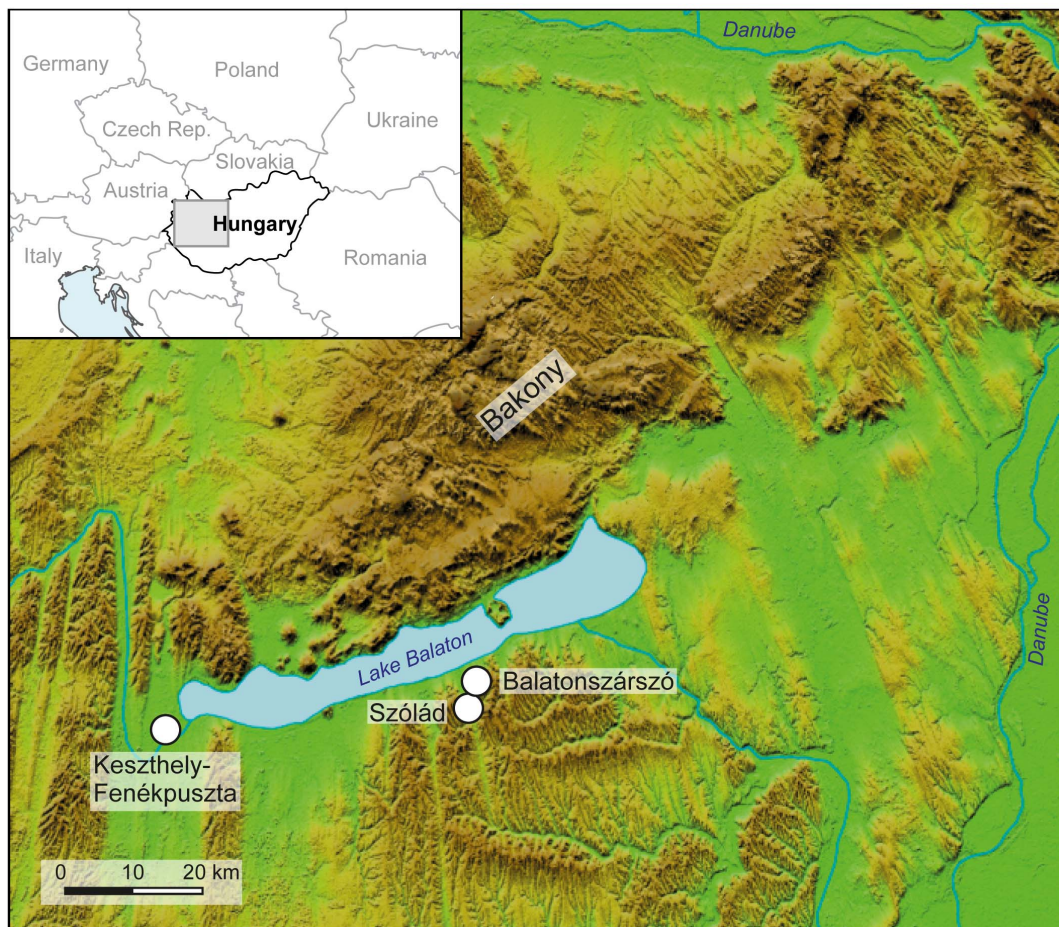 Germany
Poland
Czech Rep.
Ukraine
Slovakia
Austria
Hungary
Italy
Romania
Danube
Bakony
Danube
Lake Balaton
Balatonszárszó
Szólád
Keszthely-
Fenékpuszta
0 10 20 km